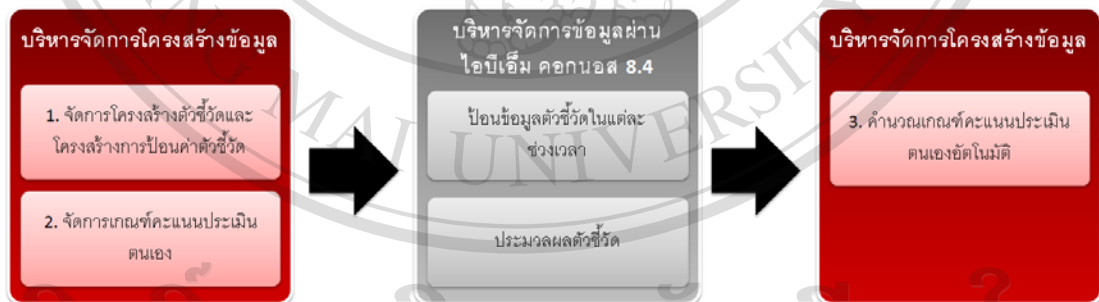 บริหารจัดการโครงสร้างข้อมูล
1. จัดการโครงสร้างตัวชี้วัดและ
โครงสร้างการป้อนค่าตัวชี้วัด
2. จัดการเกณฑ์คะแนนประเมิน
ตนเอง
บริหารจัดการข้อมูลผ่าน
ไอบีเอ็ม คอกนอส 8.4
ป้อนข้อมูลตัวชี้วัดในแต่ละ
ช่วงเวลา
ประมวลผลตัวชี้วัด
บริหารจัดการโครงสร้างข้อมูล
3. คำนวณเกณฑ์คะแนนประเมิน
ตนเองอัตโนมัติ
MAI UNIVERSITY